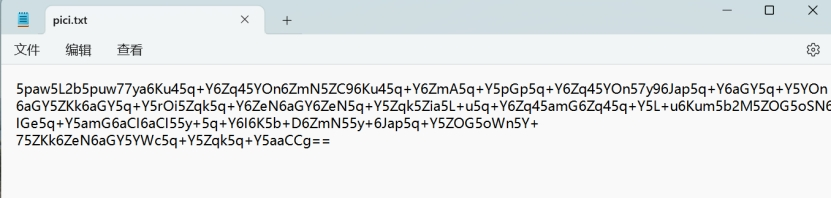 pici.txt
文件 编辑 查看
5paw5L2b5puw77ya6Ku45q+Y6Zq45YOn6ZmN5ZC96Ku45q+Y6ZmA5q+Y5pGp5q+Y6Zq45YOn57y96Jap5q+Y6aGY5q+Y5YOn
6aGY5ZKk6aGY5q+Y5rOi5Zqk5q+Y6ZeN6aGY6ZeN5q+Y5Zqk5Zia5L+u5q+Y6Zq45amG6Zq45q+Y5L+u6Kum5b2M5ZOG5oSN6
IGe5q+Y5amG6aCI6aCI55y+5q+Y6I6K5b+D6ZmN55y+6Jap5q+Y5ZOG5oWn5Y+
75ZKk6ZeN6aGY5YWc5q+Y5Zqk5q+Y5aaCCg==